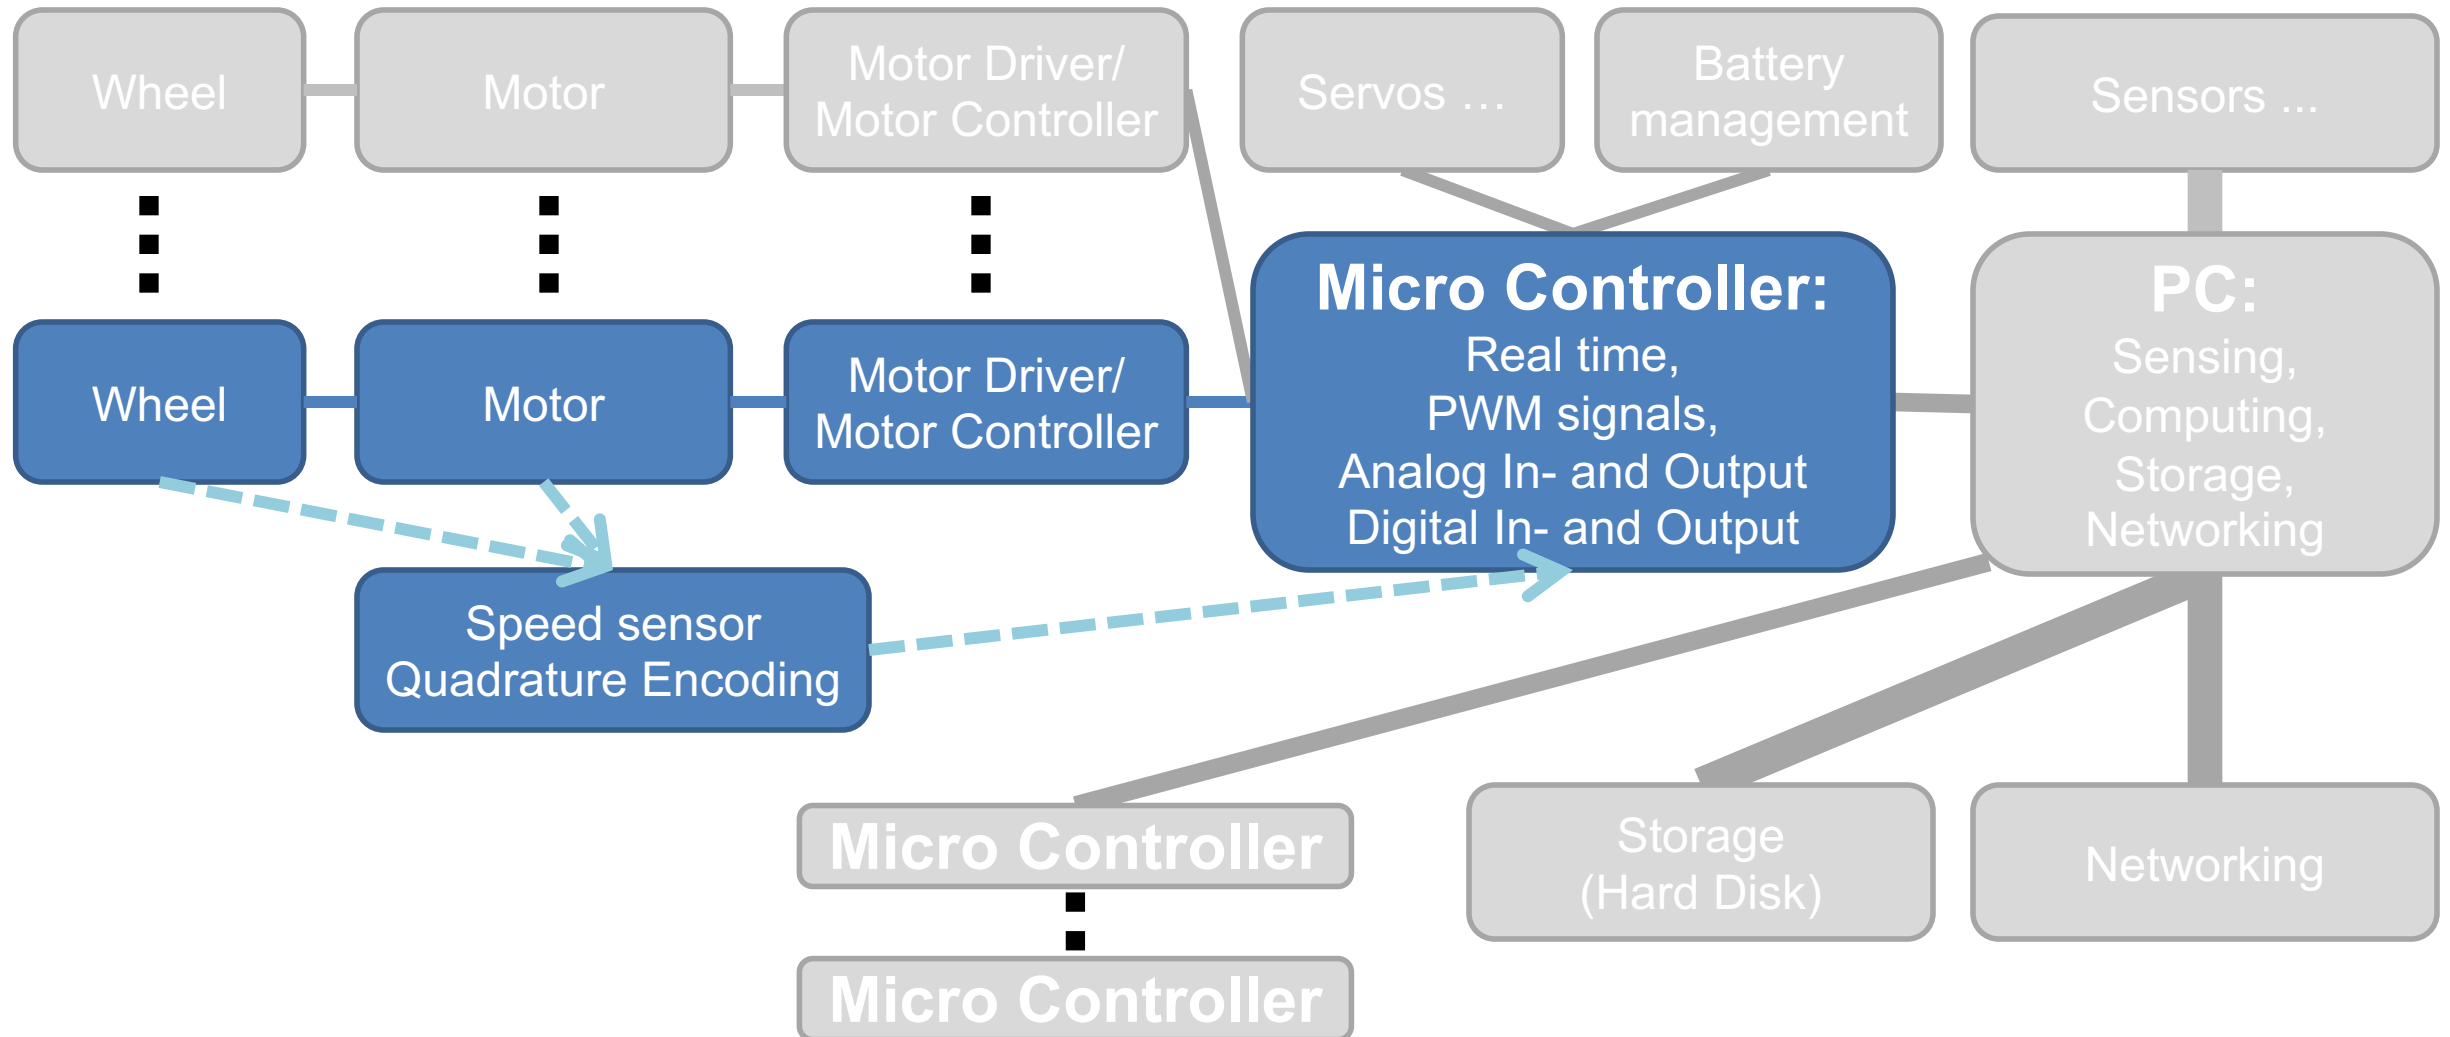 Wheel
Motor
Motor Driver/
Motor Controller
Servos …
Battery
management
Sensors ...
Wheel
Motor
Motor Driver/
Motor Controller
Micro Controller:
Real time,
PWM signals,
Analog In- and Output
Digital In- and Output
PC:
Sensing,
Computing,
Storage,
Networking
Speed sensor
Quadrature Encoding
Micro Controller
Storage
(Hard Disk)
Networking
Micro Controller